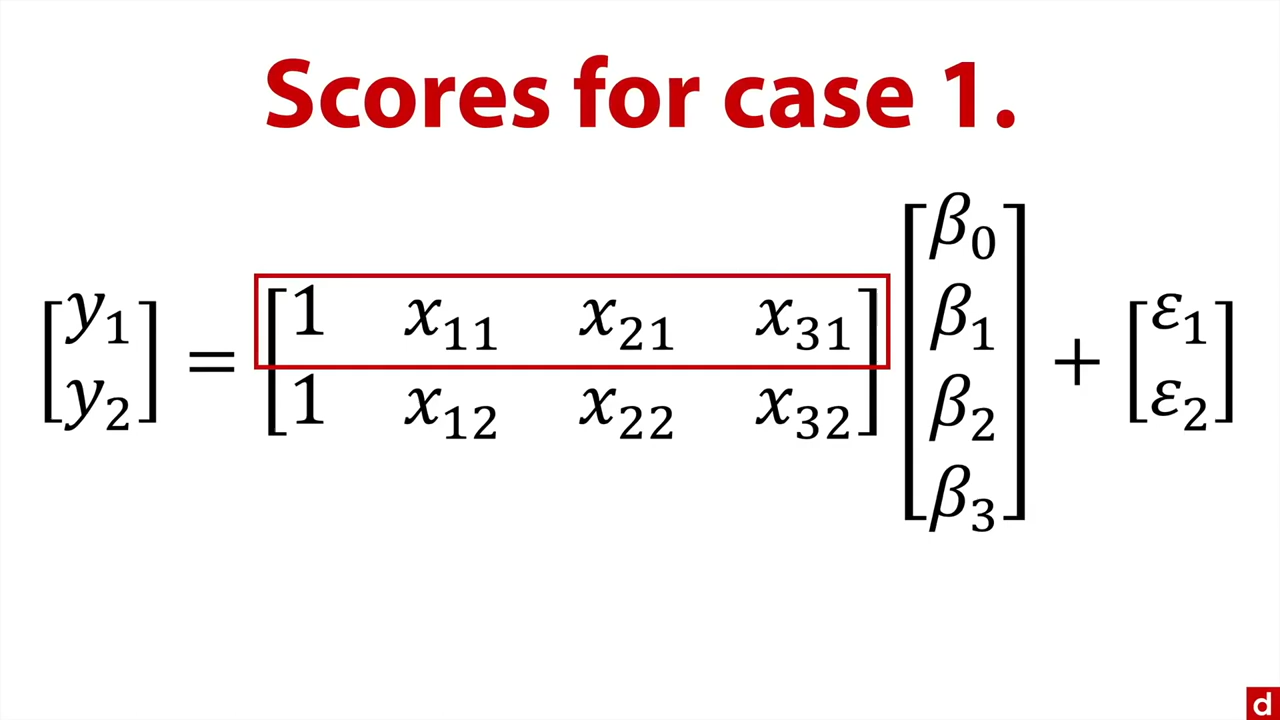 Scores for case 1.
[y₁ y₂] = [1 x₁₁ x₂₁ x₃₁
1 x₁₂ x₂₂ x₃₂] [β₀ β₁ β₂ β₃] + [ε₁ ε₂]
d